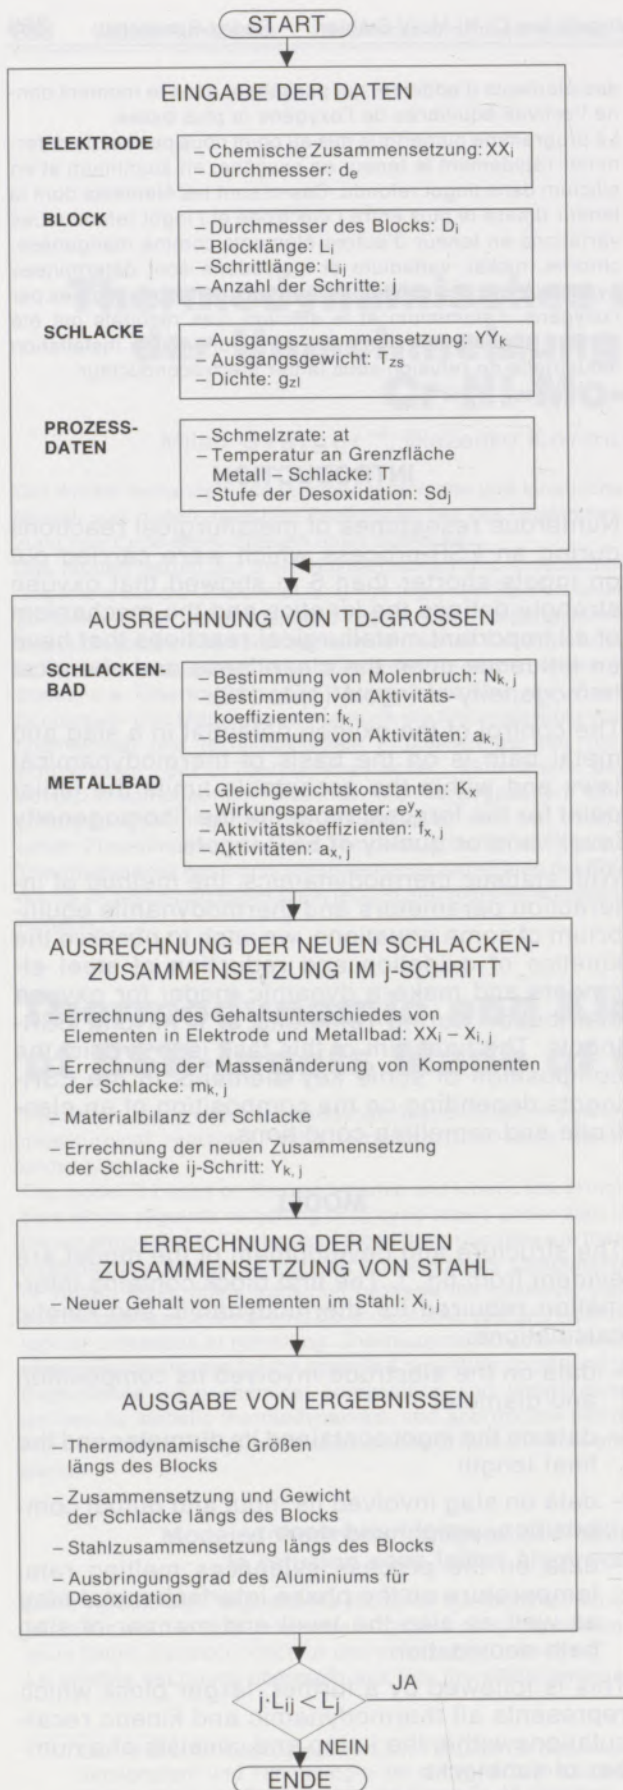 START
EINGABE DER DATEN
ELEKTRODE
– Chemische Zusammensetzung: XXᵢ
– Durchmesser: dₑ
BLOCK
– Durchmesser des Blocks: Dᵢ
– Blocklänge: Lᵢ
– Schrittlänge: Lᵢⱼ
– Anzahl der Schritte: j
SCHLACKE
– Ausgangszusammensetzung: YYₖ
– Ausgangsgewicht: T_zs
– Dichte: g_zl
PROZESS-
DATEN
– Schmelzrate: at
– Temperatur an Grenzfläche
Metall – Schlacke: T
– Stufe der Desoxidation: Sdⱼ
AUSRECHNUNG VON TD-GRÖSSEN
SCHLACKEN-
BAD
– Bestimmung von Molenbruch: Nₖ,ⱼ
– Bestimmung von Aktivitäts-
koeffizienten: fₖ,ⱼ
– Bestimmung von Aktivitäten: aₖ,ⱼ
METALLBAD
– Gleichgewichtskonstanten: Kₓ
– Wirkungsparameter: eʸₓ
– Aktivitätskoeffizienten: fₓ,ⱼ
– Aktivitäten: aₓ,ⱼ
AUSRECHNUNG DER NEUEN SCHLACKEN-
ZUSAMMENSETZUNG IM j-SCHRITT
– Errechnung des Gehaltsunterschiedes von
Elementen in Elektrode und Metallbad: XXᵢ – Xᵢ,ⱼ
– Errechnung der Massenänderung von Komponenten
der Schlacke: mₖ,ⱼ
– Materialbilanz der Schlacke
– Errechnung der neuen Zusammensetzung
der Schlacke ij-Schritt: Yₖ,ⱼ
ERRECHNUNG DER NEUEN
ZUSAMMENSETZUNG VON STAHL
– Neuer Gehalt von Elementen im Stahl: Xᵢ,ⱼ
AUSGABE VON ERGEBNISSEN
– Thermodynamische Größen
längs des Blocks
– Zusammensetzung und Gewicht
der Schlacke längs des Blocks
– Stahlzusammensetzung längs des Blocks
– Ausbringungsgrad des Aluminiums für
Desoxidation
j·Lᵢⱼ < Lⱼ
JA
NEIN
ENDE